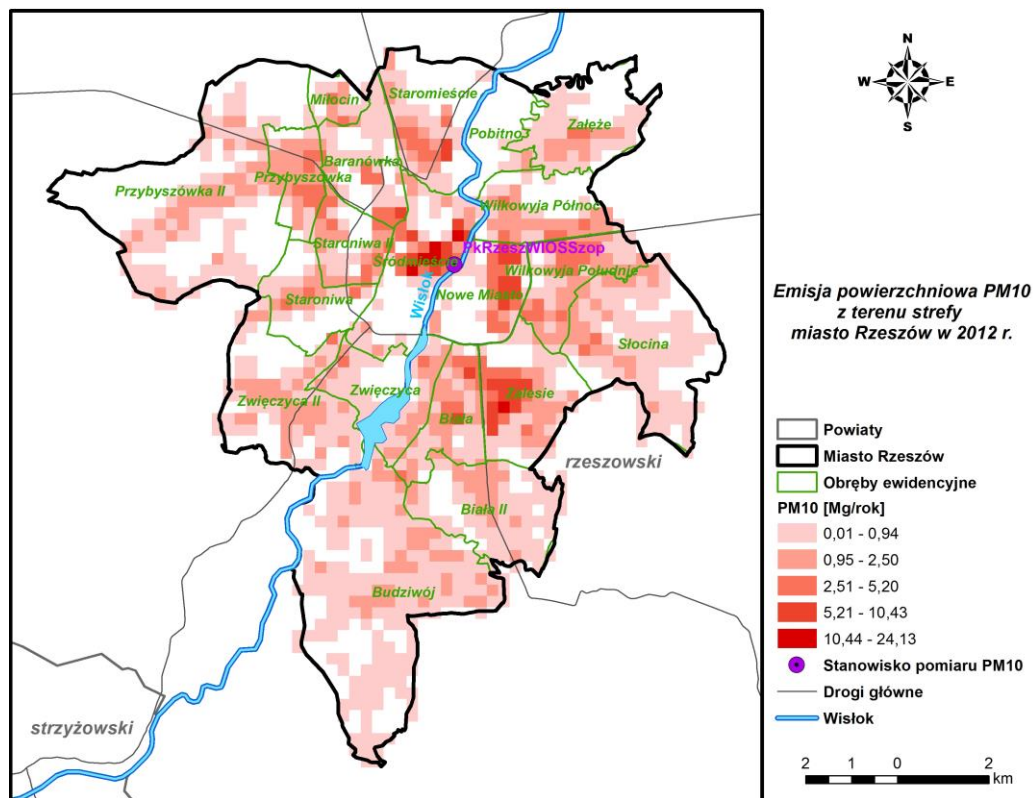 N
W E
S
Miłocin
Staromieście
Pobitno
Załęże
Baranówka
Przybyszówka
Przybyszówka II
Wilkowyja Północ
Staroniwa II
PkRzeszWIOSSzop
Śródmieście
Wilkowyja Południe
Staroniwa
Wisłok
Nowe Miasto
Słocina
Zwięczyca
Zwięczyca II
Biała
Zalesie
rzeszowski
Biała II
Budziwój
strzyżowski
Emisja powierzchniowa PM10
z terenu strefy
miasto Rzeszów w 2012 r.
Powiaty
Miasto Rzeszów
Obręby ewidencyjne
PM10 [Mg/rok]
0,01 - 0,94
0,95 - 2,50
2,51 - 5,20
5,21 - 10,43
10,44 - 24,13
Stanowisko pomiaru PM10
Drogi główne
Wisłok
2 1 0 2
km